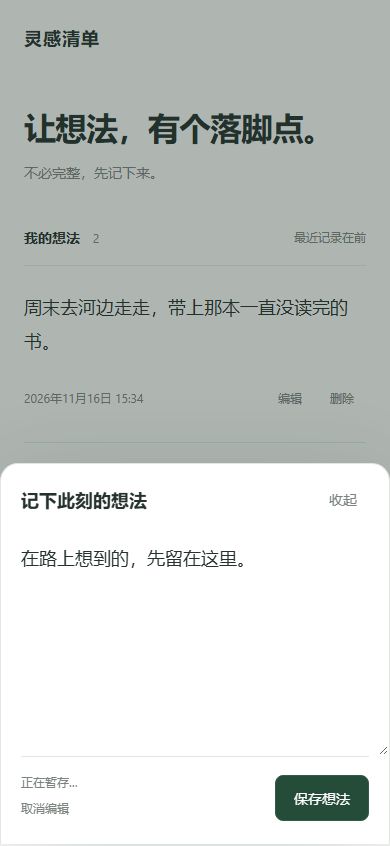 灵感清单
让想法，有个落脚点。
不必完整，先记下来。
我的想法 2 最近记录在前
周末去河边走走，带上那本一直没读完的
书。
2026年11月16日 15:34 编辑 删除
记下此刻的想法 收起
在路上想到的，先留在这里。
正在暂存...
取消编辑
保存想法